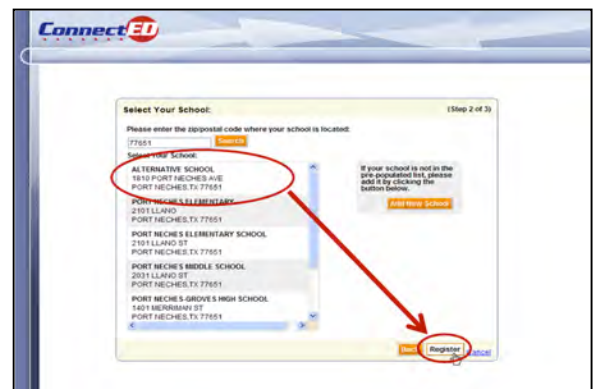 ConnectED
Select Your School:
(Step 2 of 3)
Please enter the zip/postal code where your school is located:
77651
Search
Select Your School:
ALTERNATIVE SCHOOL
1810 PORT NECHES AVE
PORT NECHES,TX 77651
PORT NECHES ELEMENTARY
2101 LLANO
PORT NECHES,TX 77651
PORT NECHES ELEMENTARY SCHOOL
2101 LLANO ST
PORT NECHES,TX 77651
PORT NECHES MIDDLE SCHOOL
2031 LLANO ST
PORT NECHES,TX 77651
PORT NECHES-GROVES HIGH SCHOOL
1401 MERRIMAN ST
PORT NECHES,TX 77651
If your school is not in the
pre-populated list, please
add it by clicking the
button below.
Add New School
Back
Register
Cancel